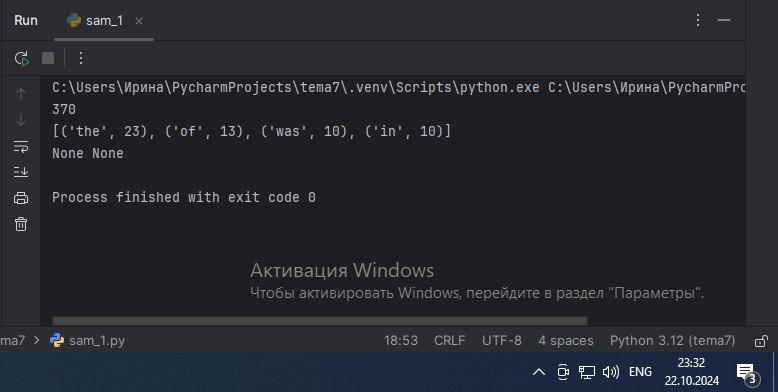 Run sam_1
C:\Users\Ирина\PycharmProjects\tema7\.venv\Scripts\python.exe C:\Users\Ирина\PycharmPro
370
[('the', 23), ('of', 13), ('was', 10), ('in', 10)]
None None
Process finished with exit code 0
Активация Windows
Чтобы активировать Windows, перейдите в раздел "Параметры".
ma7 > sam_1.py 18:53 CRLF UTF-8 4 spaces Python 3.12 (tema7)
ENG 23:32
22.10.2024 3